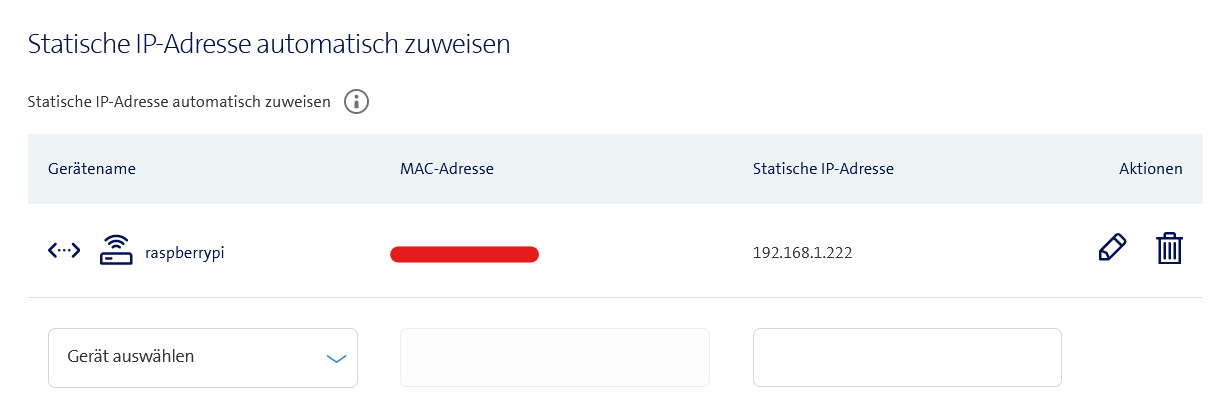 Statische IP-Adresse automatisch zuweisen
Statische IP-Adresse automatisch zuweisen
Gerätename MAC-Adresse Statische IP-Adresse Aktionen
raspberrypi 192.168.1.222
Gerät auswählen